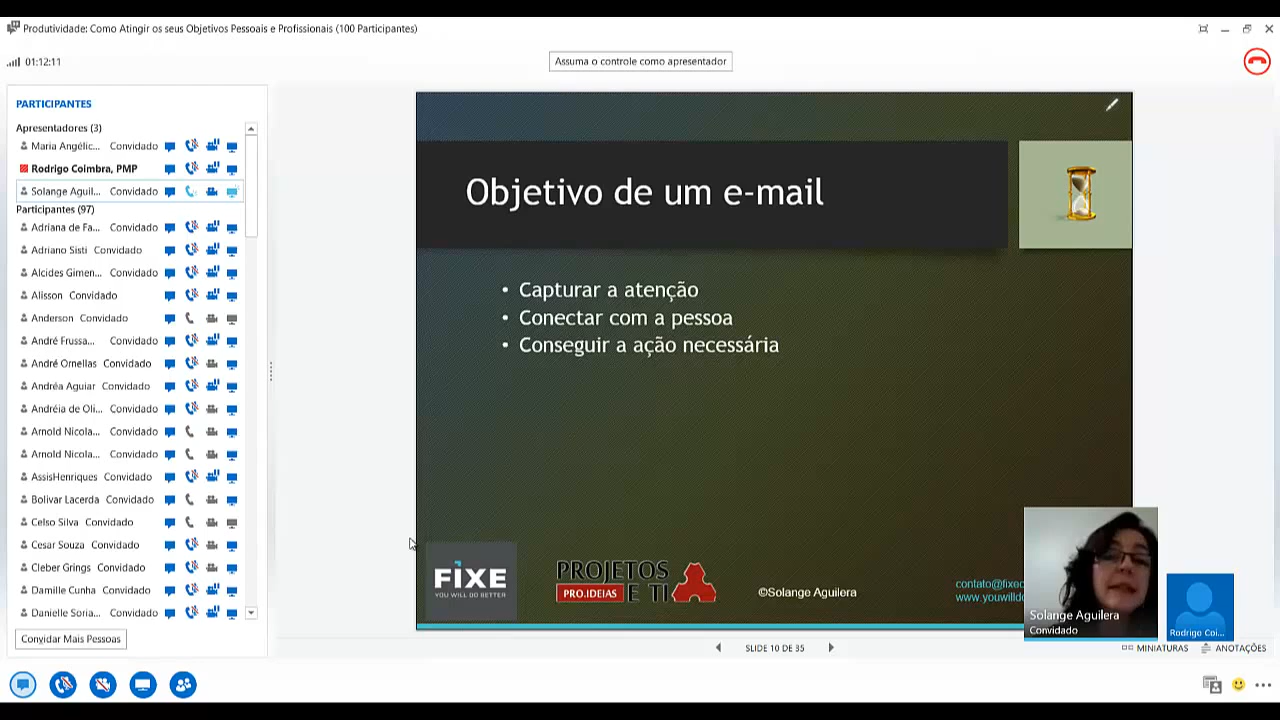 Produtividade: Como Atingir os seus Objetivos Pessoais e Profissionais (100 Participantes)
01:12:11
Assuma o controle como apresentador
PARTICIPANTES
Apresentadores (3)
Maria Angélic... Convidado
Rodrigo Coimbra, PMP
Solange Aguil... Convidado
Participantes (97)
Adriana de Fa... Convidado
Adriano Sisti Convidado
Alcides Gimen... Convidado
Alisson Convidado
Anderson Convidado
André Frussa... Convidado
André Ornellas Convidado
Andréa Aguiar Convidado
Andréia de Oli... Convidado
Arnold Nicola... Convidado
Arnold Nicola... Convidado
AssisHenriques Convidado
Bolivar Lacerda Convidado
Celso Silva Convidado
Cesar Souza Convidado
Cleber Grings Convidado
Damille Cunha Convidado
Danielle Soria... Convidado
Convidar Mais Pessoas
Objetivo de um e-mail
• Capturar a atenção
• Conectar com a pessoa
• Conseguir a ação necessária
FIXE
YOU WILL DO BETTER
PROJETOS
PRO.IDEIAS E TI
©Solange Aguilera
contato@fixec
www.youwilldo
Solange Aguilera
Convidado
Rodrigo Coi...
SLIDE 10 DE 35
MINIATURAS
ANOTAÇÕES